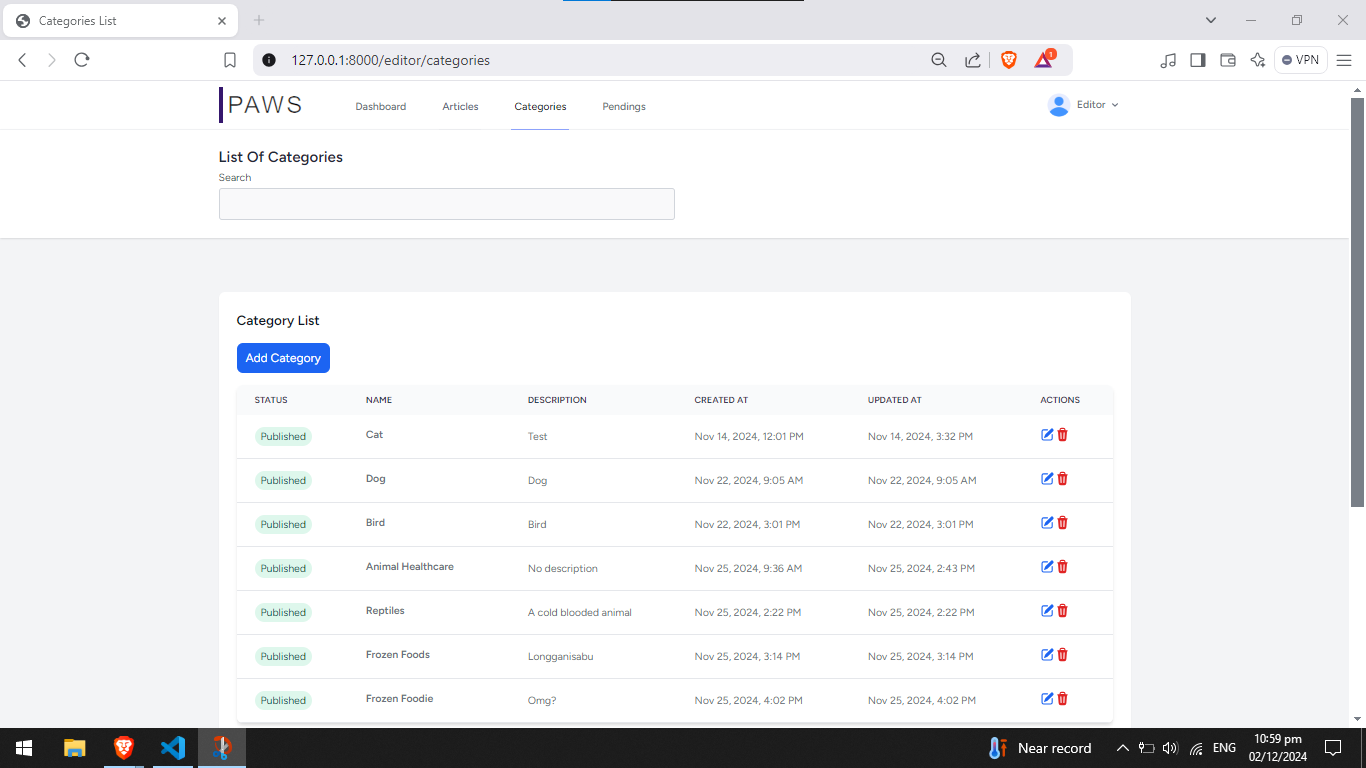 Categories List
127.0.0.1:8000/editor/categories
1
VPN
PAWS Dashboard Articles Categories Pendings Editor
List Of Categories
Search
Category List
Add Category
STATUS NAME DESCRIPTION CREATED AT UPDATED AT ACTIONS
Published Cat Test Nov 14, 2024, 12:01 PM Nov 14, 2024, 3:32 PM
Published Dog Dog Nov 22, 2024, 9:05 AM Nov 22, 2024, 9:05 AM
Published Bird Bird Nov 22, 2024, 3:01 PM Nov 22, 2024, 3:01 PM
Published Animal Healthcare No description Nov 25, 2024, 9:36 AM Nov 25, 2024, 2:43 PM
Published Reptiles A cold blooded animal Nov 25, 2024, 2:22 PM Nov 25, 2024, 2:22 PM
Published Frozen Foods Longganisabu Nov 25, 2024, 3:14 PM Nov 25, 2024, 3:14 PM
Published Frozen Foodie Omg? Nov 25, 2024, 4:02 PM Nov 25, 2024, 4:02 PM
Near record ENG 10:59 pm
02/12/2024